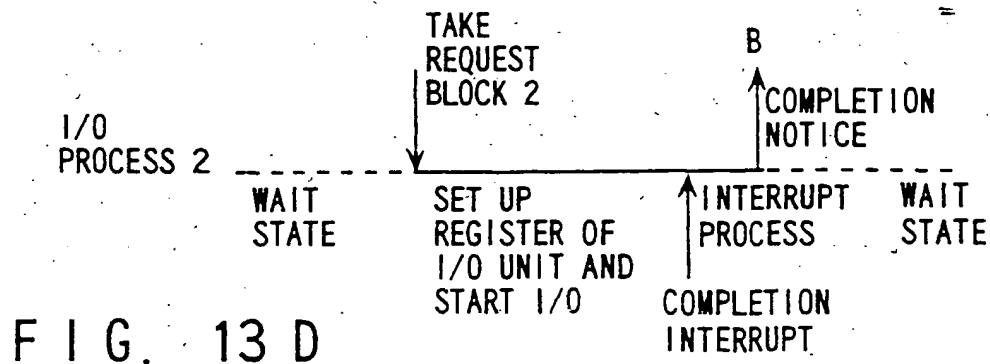 TAKE
REQUEST
BLOCK 2
B
COMPLETION
NOTICE
I/O
PROCESS 2
WAIT
STATE
SET UP
REGISTER OF
I/O UNIT AND
START I/O
INTERRUPT
PROCESS
WAIT
STATE
COMPLETION
INTERRUPT
FIG. 13D